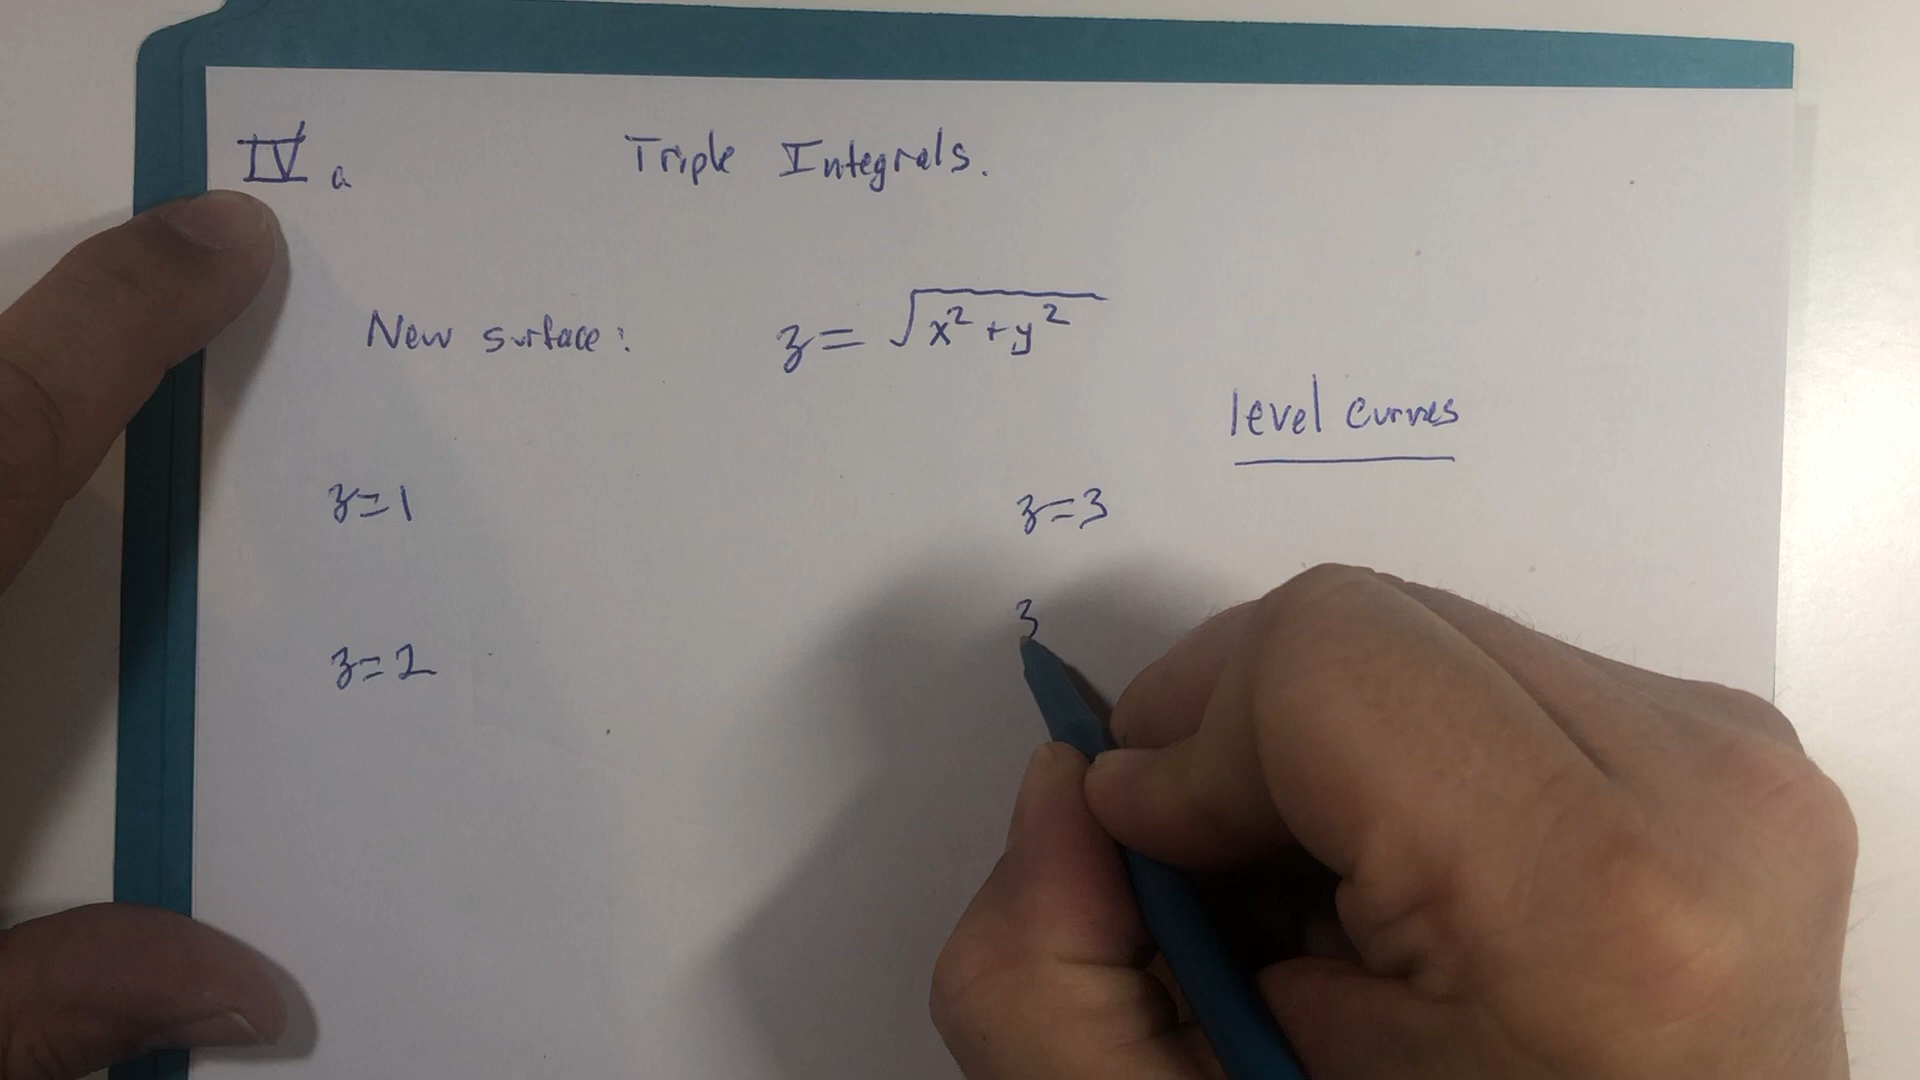 IV a Triple Integrals.
New surface: z = √x² + y²
level curves
z=1 z=3
3
z=2